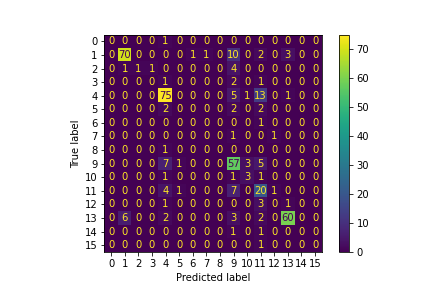 0 0 0 0 0 1 0 0 0 0 0 0 0 0 0 0 0
1 0 70 0 0 0 0 1 1 0 10 0 2 0 3 0 0
2 0 1 1 1 0 0 0 0 0 4 0 0 0 0 0 0
3 0 0 0 0 1 0 0 0 0 2 0 1 0 0 0 0
4 0 0 0 0 75 0 0 0 0 5 0 13 0 1 0 0
5 0 0 0 0 2 0 0 0 0 2 0 0 0 0 0 0
6 0 0 0 0 0 0 0 0 0 0 0 1 0 0 0 0
7 0 0 0 0 0 0 0 0 0 1 0 0 1 0 0 0
8 0 0 0 0 1 0 0 0 0 0 0 0 0 0 0 0
9 0 0 0 0 7 1 0 0 0 57 3 5 0 0 0 0
10 0 0 0 0 0 0 0 0 0 1 3 1 0 0 0 0
11 0 0 0 0 4 1 0 0 0 7 0 20 1 0 0 0
12 0 0 0 0 1 0 0 0 0 0 0 3 0 1 0 0
13 0 6 0 0 2 0 0 0 0 3 0 2 0 60 0 0
14 0 0 0 0 0 0 0 0 0 1 0 1 0 0 0 0
15 0 0 0 0 0 0 0 0 0 0 0 1 0 0 0 0
0 1 2 3 4 5 6 7 8 9 10 11 12 13 14 15
Predicted label
True label
70
60
50
40
30
20
10
0